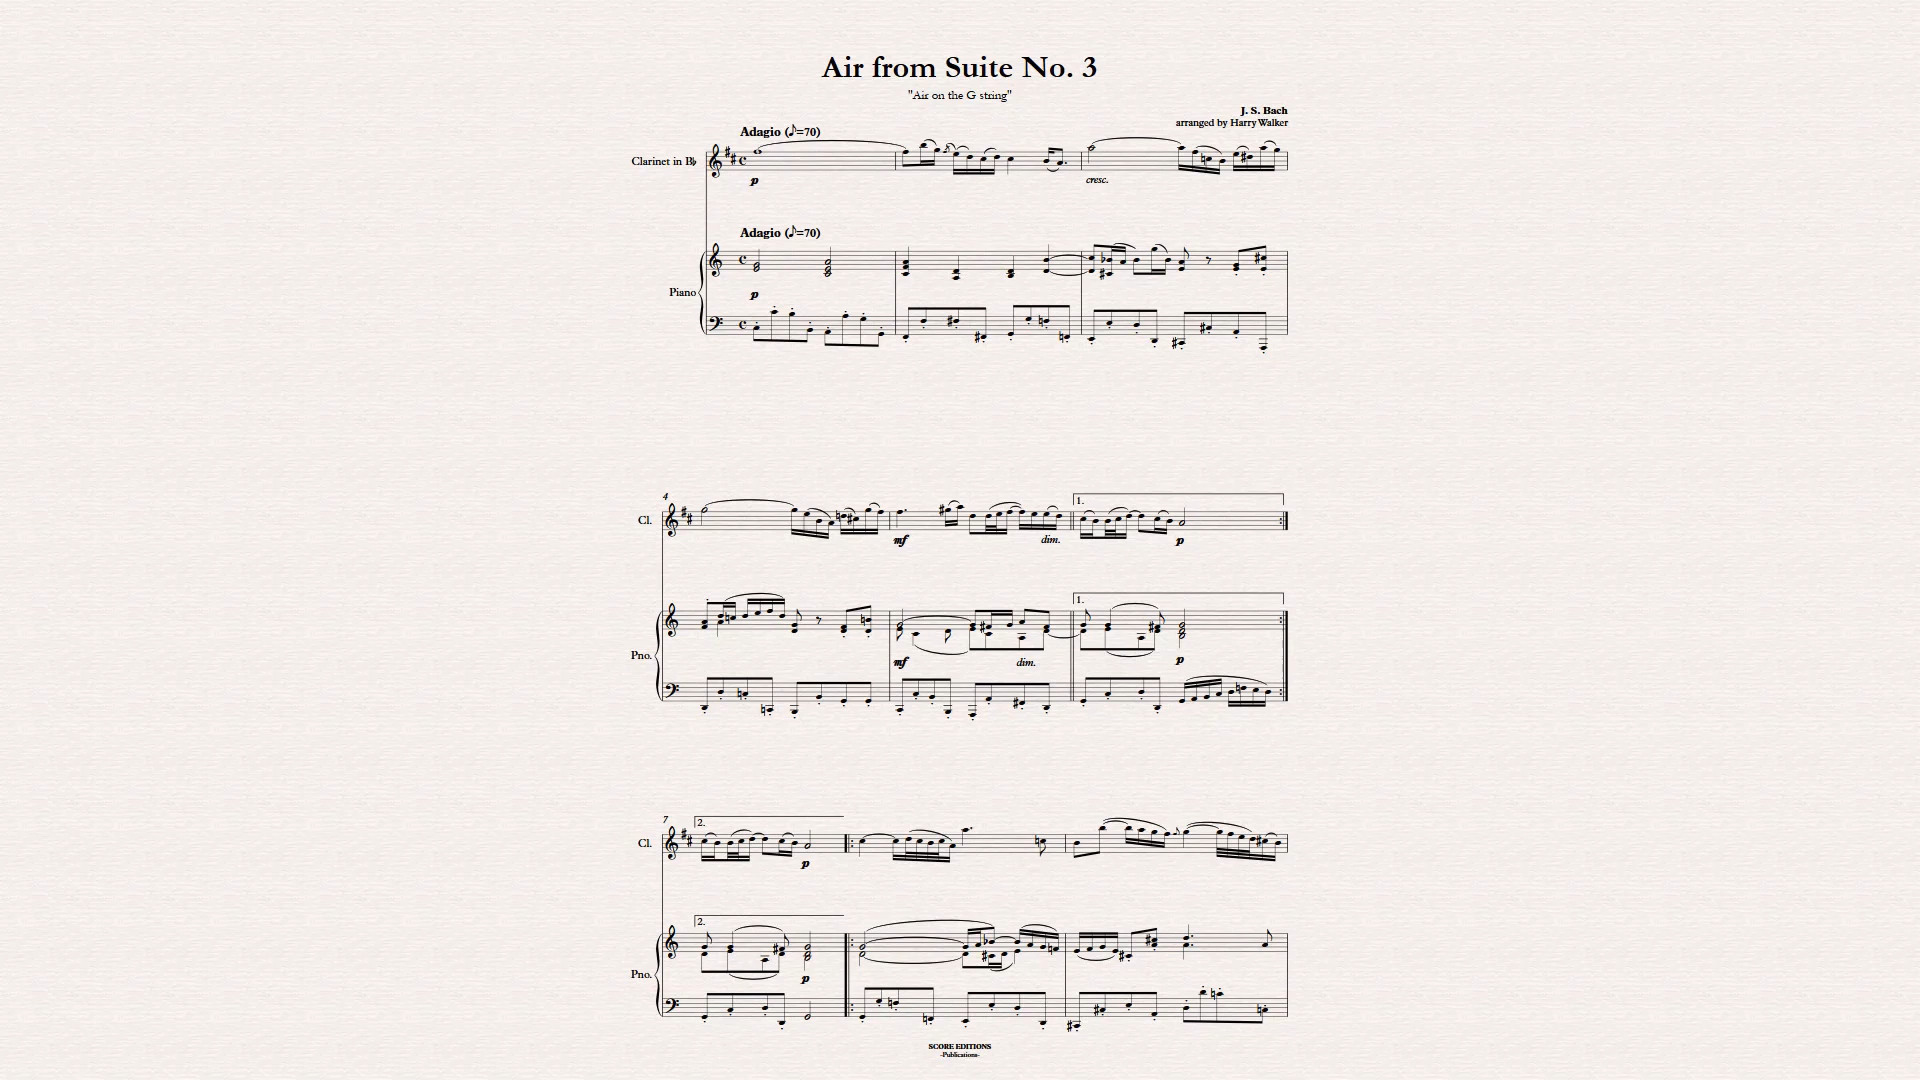 Air from Suite No. 3
"Air on the G string"
J. S. Bach
arranged by Harry Walker
Adagio (♪=70)
Clarinet in B♭
p
cresc.
Adagio (♪=70)
Piano
p
4
1.
Cl.
mf
dim.
p
1.
Pno.
mf
dim.
p
7
2.
Cl.
p
2.
Pno.
p
SCORE EDITIONS
-Publications-